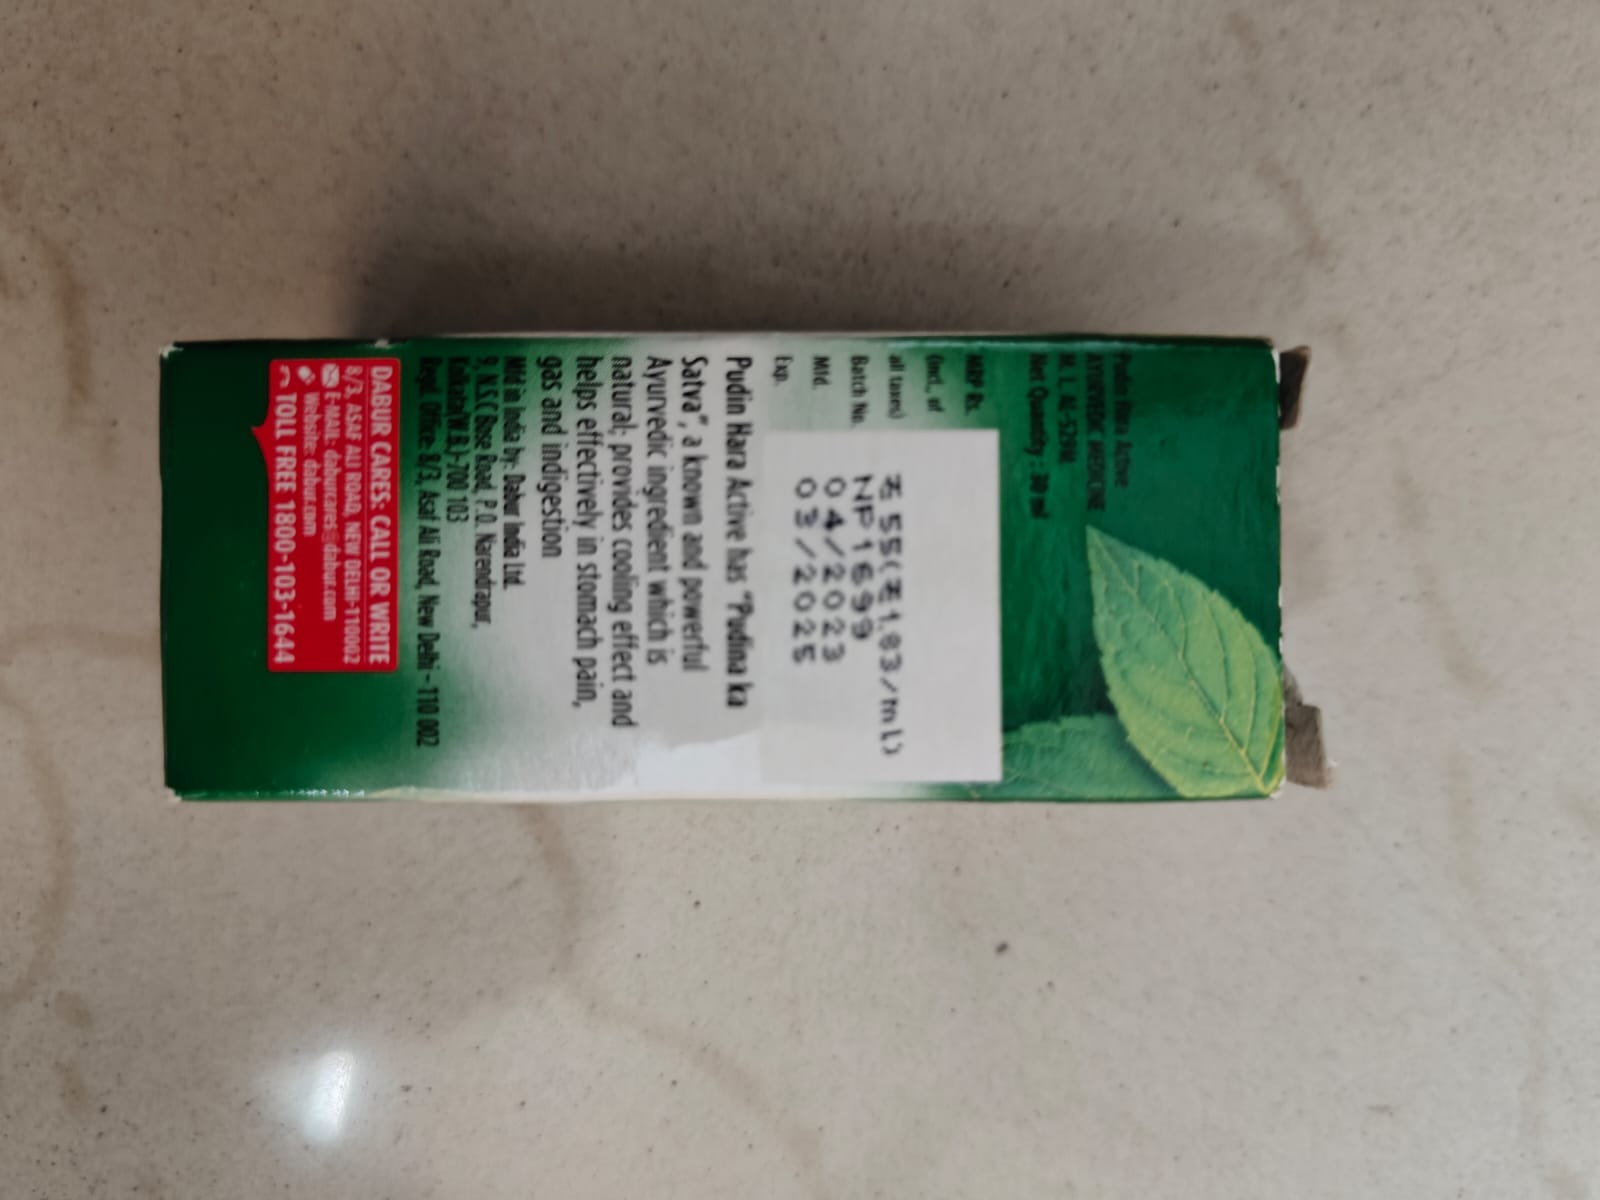 Pudin Hara Active
AYURVEDIC MEDICINE
Net Quantity : 30 ml
MRP Rs.
(Incl., of
all taxes) ₹ 55(₹1.83/mL)
Batch No. NP1699
Mfd. 04/2023
Exp. 03/2025
Pudin Hara Active has "Pudina ka
Satva", a known and powerful
Ayurvedic ingredient which is
natural; provides cooling effect and
helps effectively in stomach pain,
gas and indigestion
Mfd in India by: Dabur India Ltd.
9, N.S.C Bose Road, P.O. Narendrapur,
Kolkata(W.B.)-700 103
Regd. Office: 8/3, Asaf Ali Road, New Delhi - 110 002
DABUR CARES: CALL OR WRITE
8/3, ASAF ALI ROAD, NEW DELHI-110002
E-MAIL: daburcares@dabur.com
Website: dabur.com
TOLL FREE 1800-103-1644